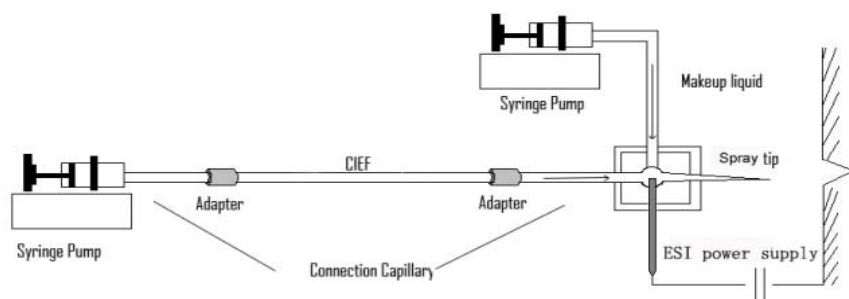 Syringe Pump
Makeup liquid
CIEF
Spray tip
Adapter
Adapter
Syringe Pump
ESI power supply
Connection Capillary